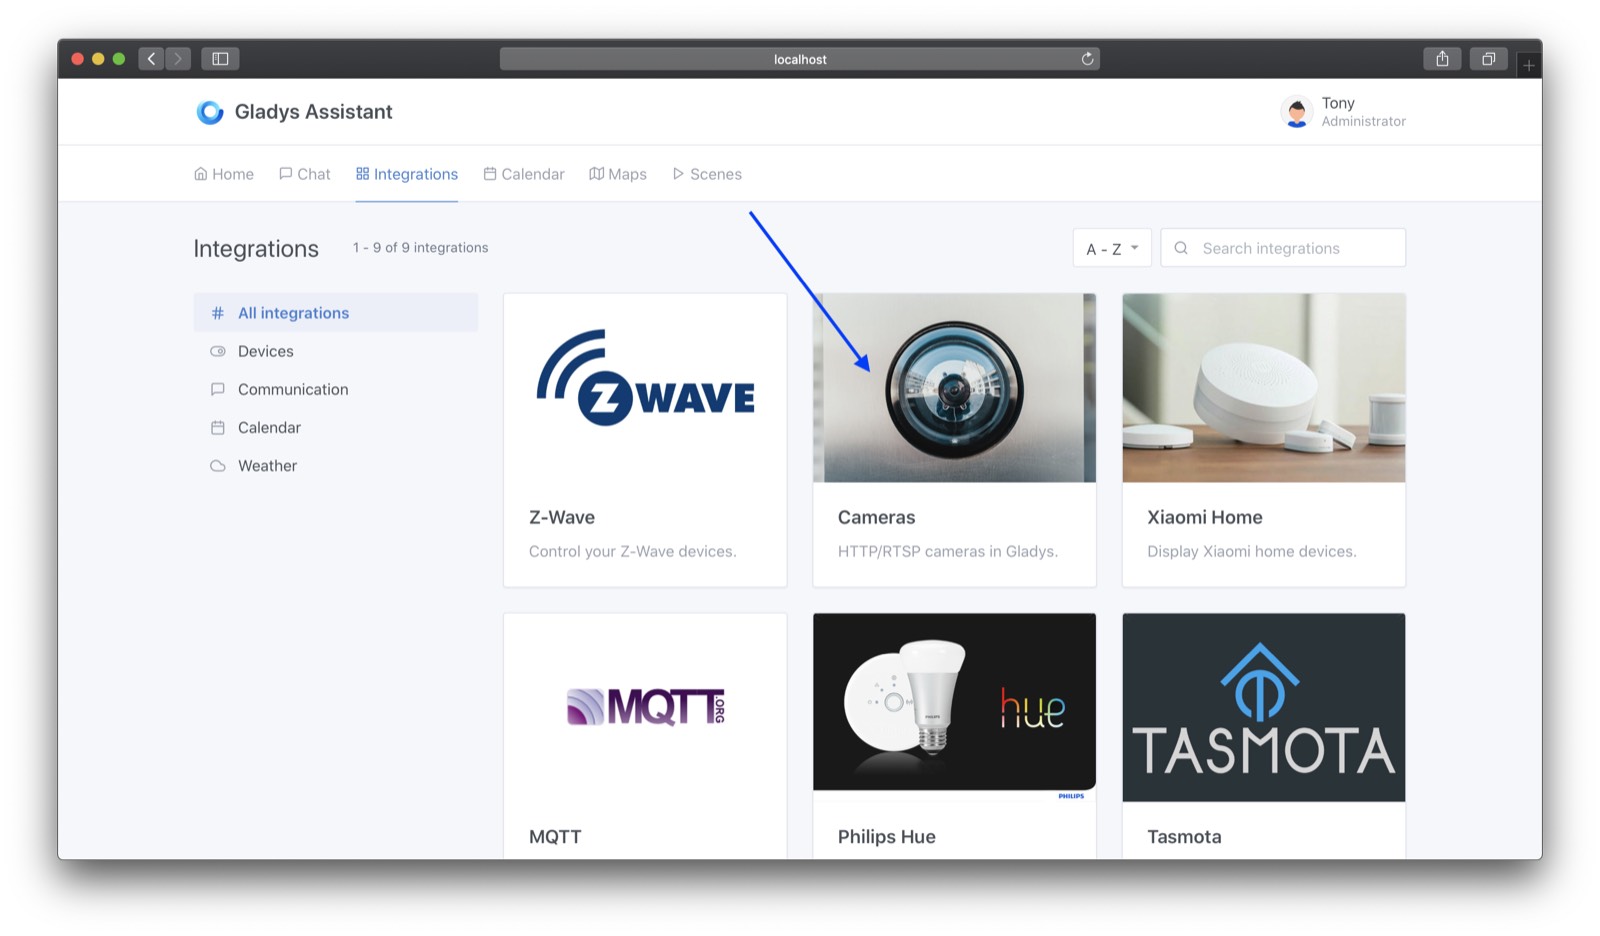 localhost
Gladys Assistant
Tony
Administrator
Home
Chat
Integrations
Calendar
Maps
Scenes
Integrations
1 - 9 of 9 integrations
A - Z
Search integrations
# All integrations
Devices
Communication
Calendar
Weather
Z WAVE
Z-Wave
Control your Z-Wave devices.
Cameras
HTTP/RTSP cameras in Gladys.
Xiaomi Home
Display Xiaomi home devices.
MQTT.ORG
MQTT
PHILIPS
hue
PHILIPS
Philips Hue
TASMOTA
Tasmota